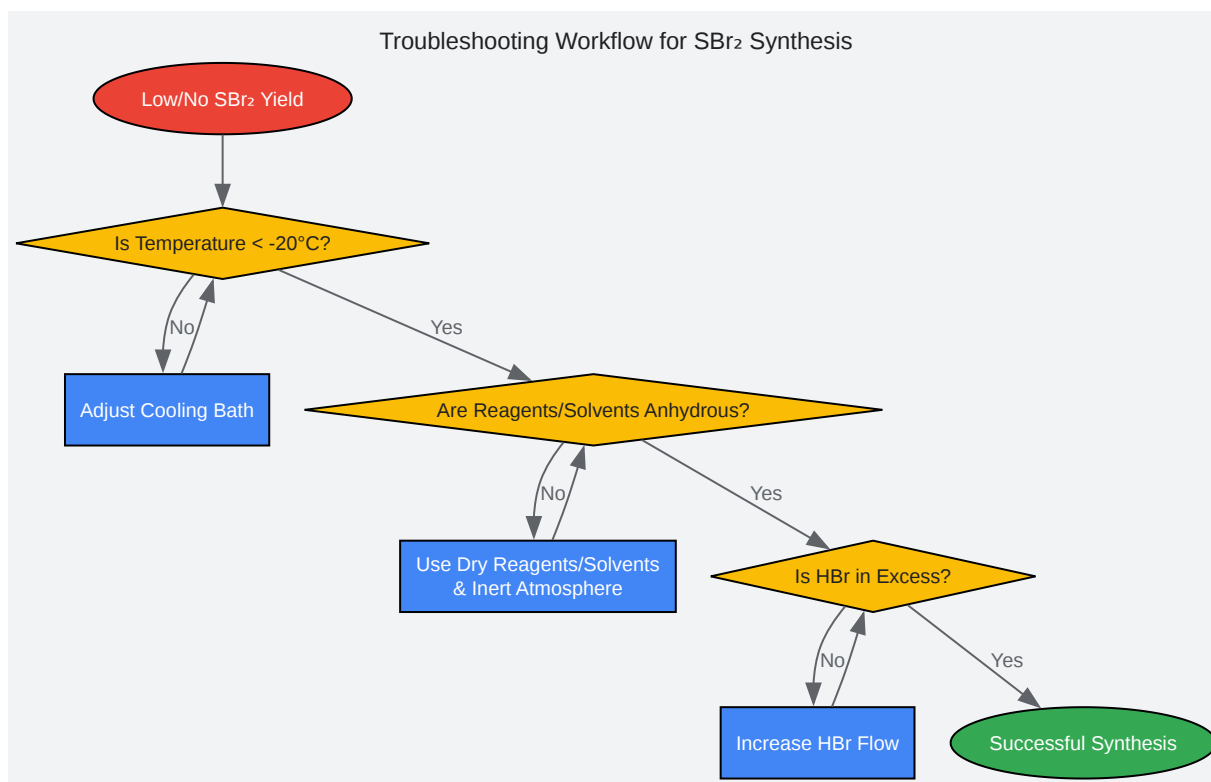 Troubleshooting Workflow for SBr₂ Synthesis
Low/No SBr₂ Yield
Is Temperature < -20°C?
No
Yes
Adjust Cooling Bath
Are Reagents/Solvents Anhydrous?
No
Yes
Use Dry Reagents/Solvents
& Inert Atmosphere
Is HBr in Excess?
No
Yes
Increase HBr Flow
Successful Synthesis